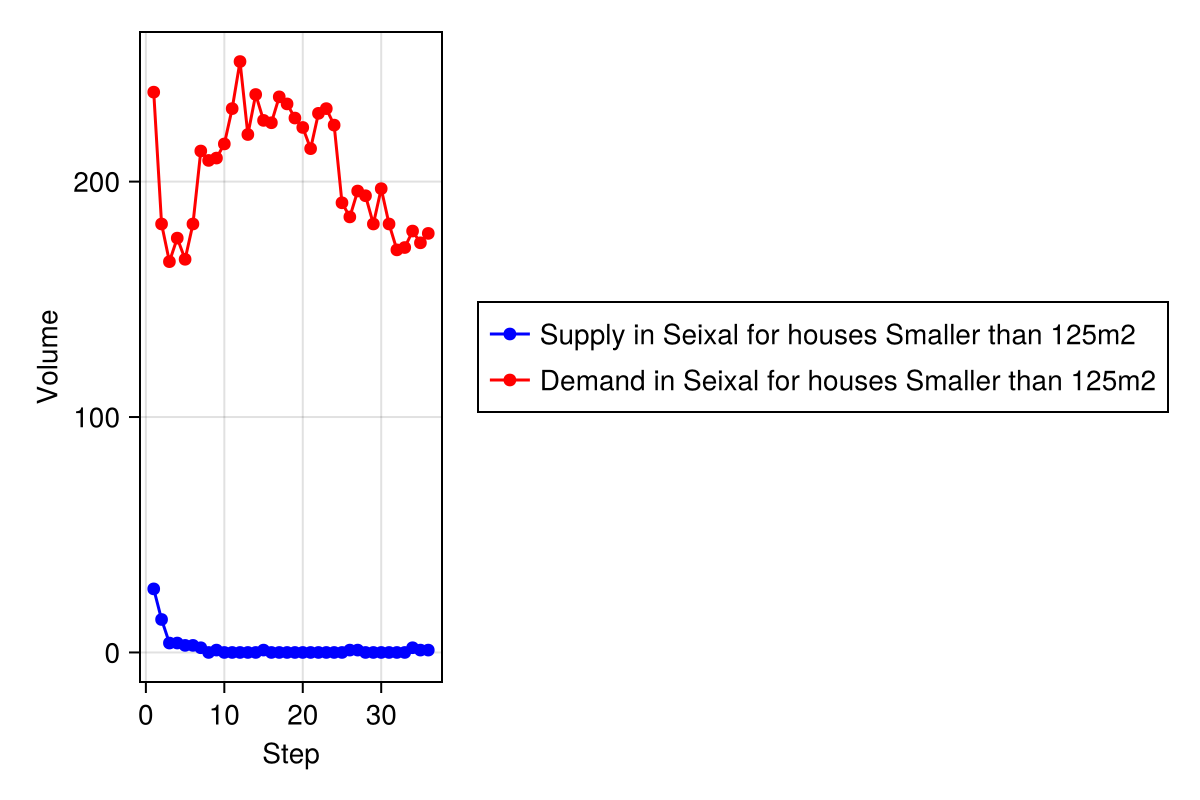 Volume
200
100
0
0 10 20 30
Step
Supply in Seixal for houses Smaller than 125m2
Demand in Seixal for houses Smaller than 125m2